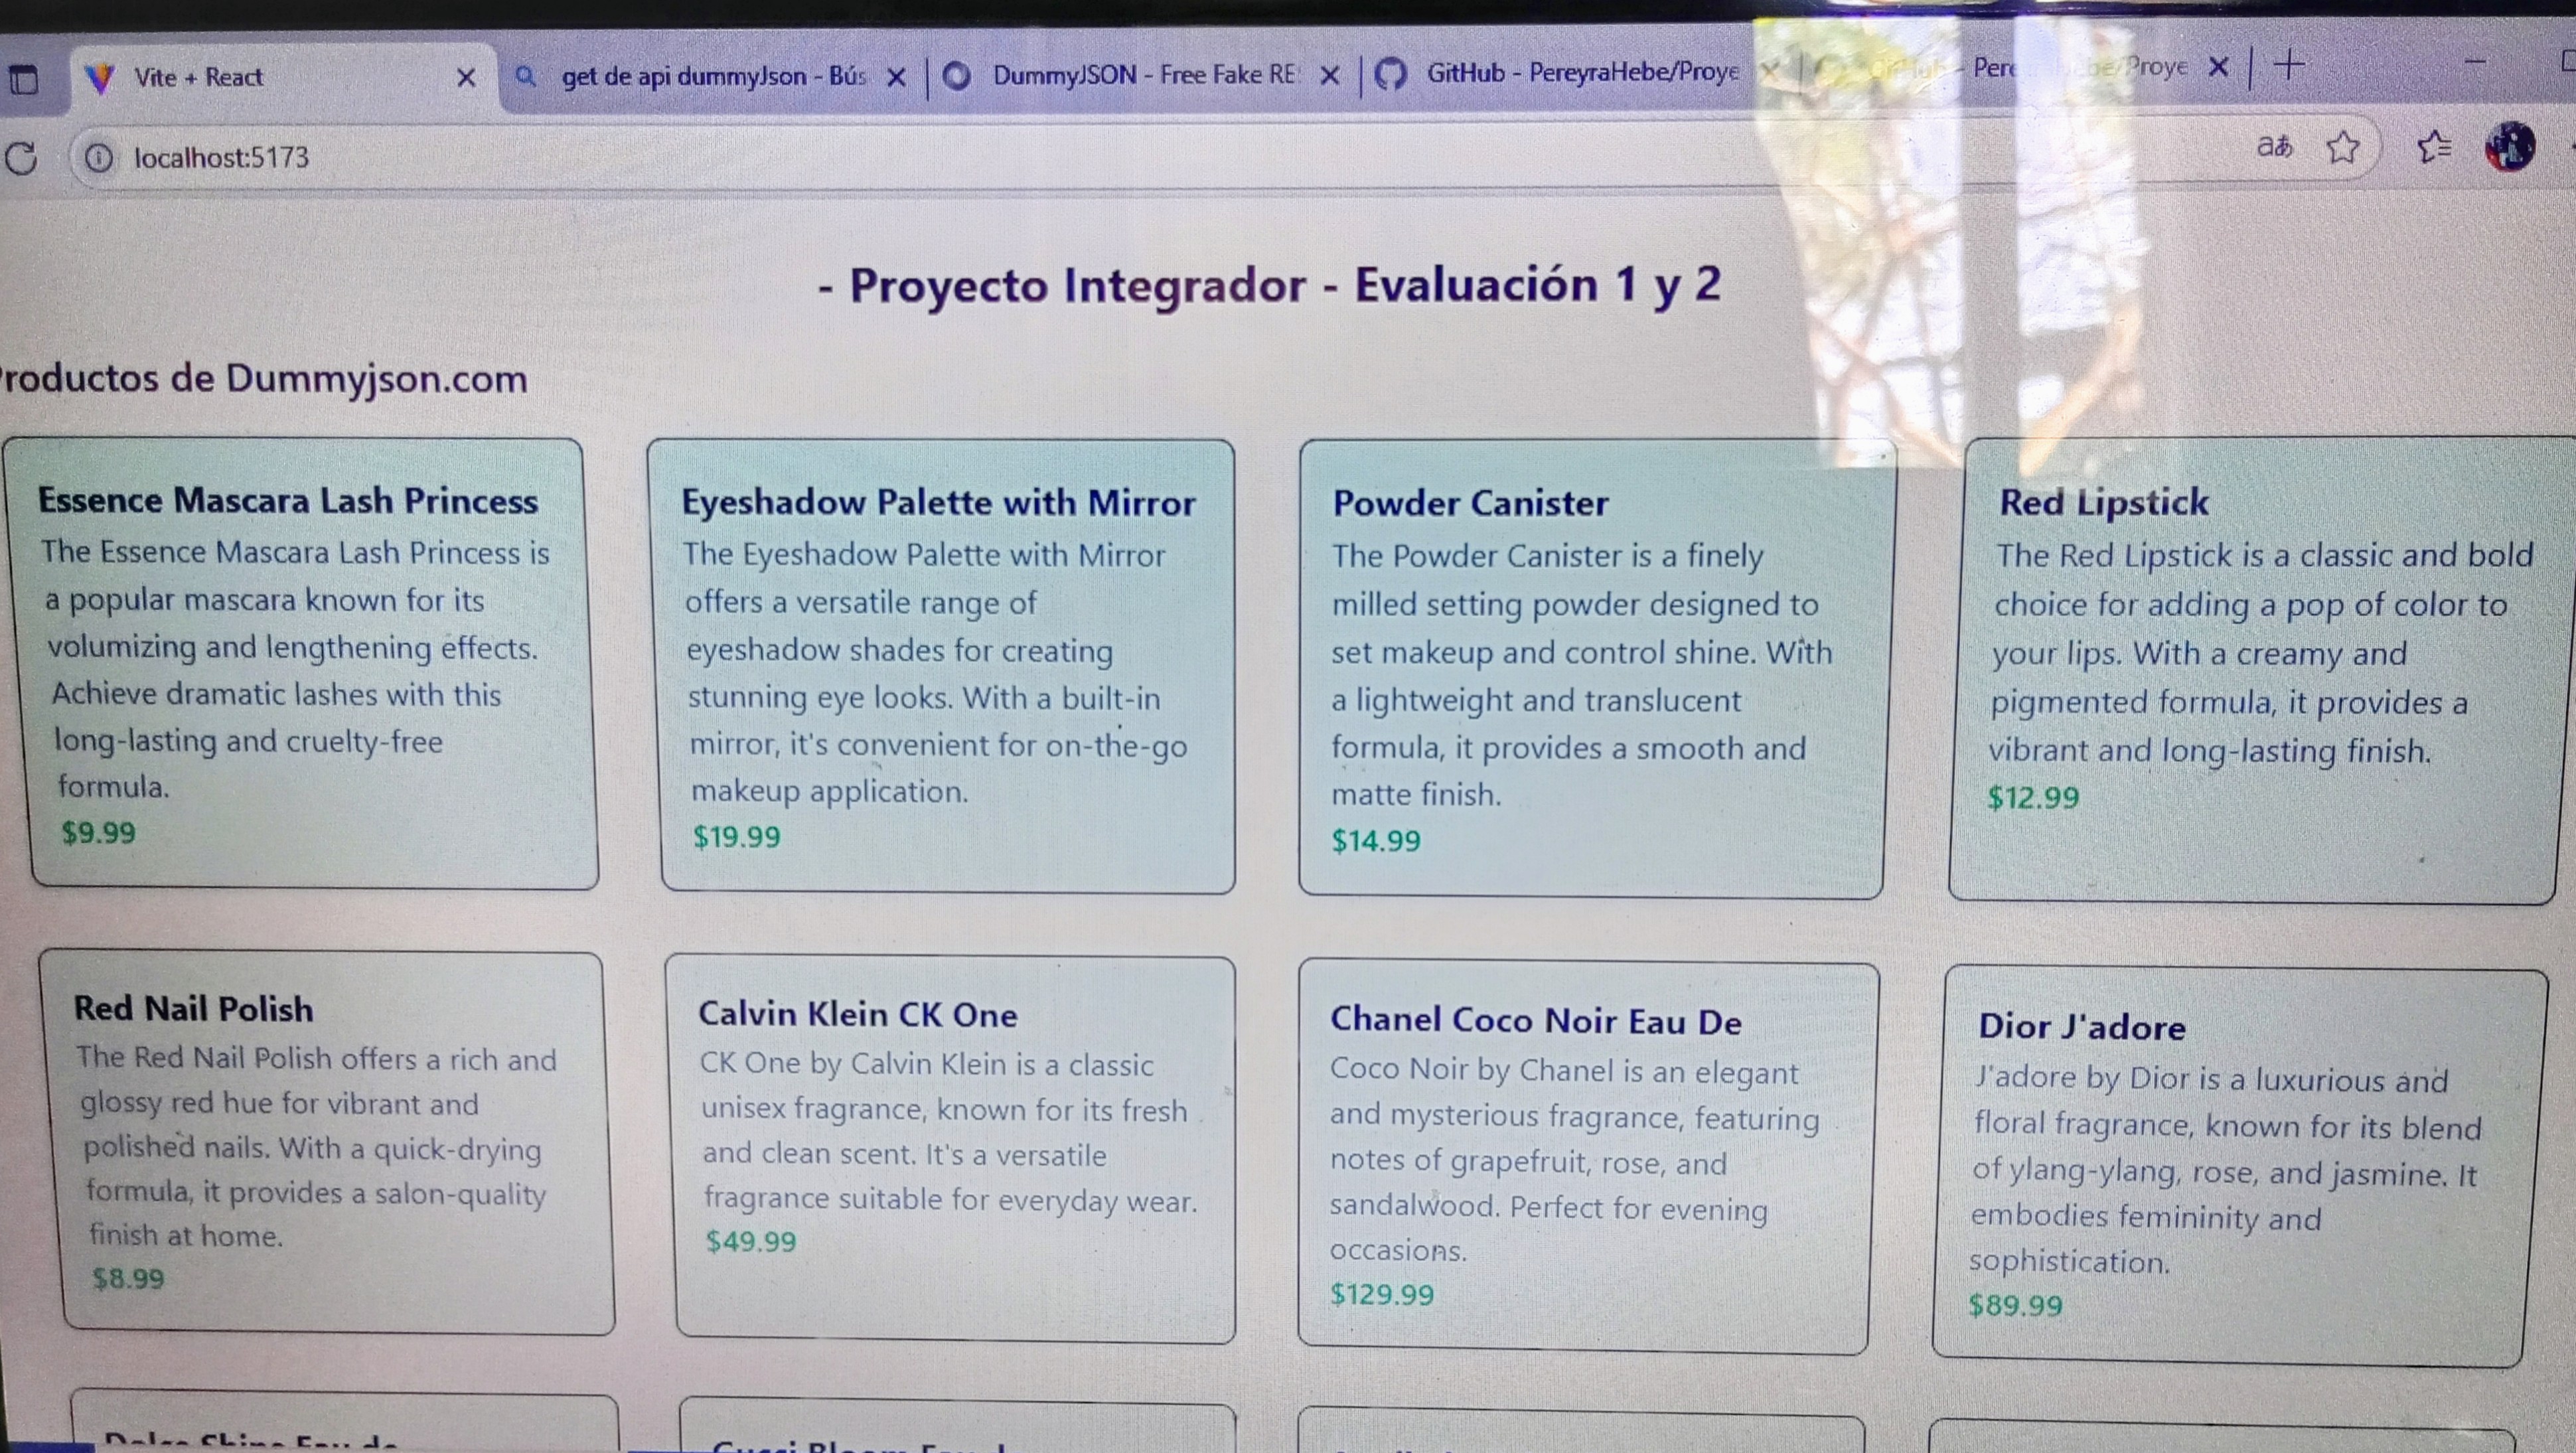 Vite + React
get de api dummyJson - Bús
DummyJSON - Free Fake RE
GitHub - PereyraHebe/Proye
GitHub - Pere be/Proye
localhost:5173
aあ
- Proyecto Integrador - Evaluación 1 y 2
roductos de Dummyjson.com
Essence Mascara Lash Princess
The Essence Mascara Lash Princess is
a popular mascara known for its
volumizing and lengthening effects.
Achieve dramatic lashes with this
long-lasting and cruelty-free
formula.
$9.99
Eyeshadow Palette with Mirror
The Eyeshadow Palette with Mirror
offers a versatile range of
eyeshadow shades for creating
stunning eye looks. With a built-in
mirror, it's convenient for on-the-go
makeup application.
$19.99
Powder Canister
The Powder Canister is a finely
milled setting powder designed to
set makeup and control shine. With
a lightweight and translucent
formula, it provides a smooth and
matte finish.
$14.99
Red Lipstick
The Red Lipstick is a classic and bold
choice for adding a pop of color to
your lips. With a creamy and
pigmented formula, it provides a
vibrant and long-lasting finish.
$12.99
Red Nail Polish
The Red Nail Polish offers a rich and
glossy red hue for vibrant and
polished nails. With a quick-drying
formula, it provides a salon-quality
finish at home.
$8.99
Calvin Klein CK One
CK One by Calvin Klein is a classic
unisex fragrance, known for its fresh
and clean scent. It's a versatile
fragrance suitable for everyday wear.
$49.99
Chanel Coco Noir Eau De
Coco Noir by Chanel is an elegant
and mysterious fragrance, featuring
notes of grapefruit, rose, and
sandalwood. Perfect for evening
occasions.
$129.99
Dior J'adore
J'adore by Dior is a luxurious and
floral fragrance, known for its blend
of ylang-ylang, rose, and jasmine. It
embodies femininity and
sophistication.
$89.99